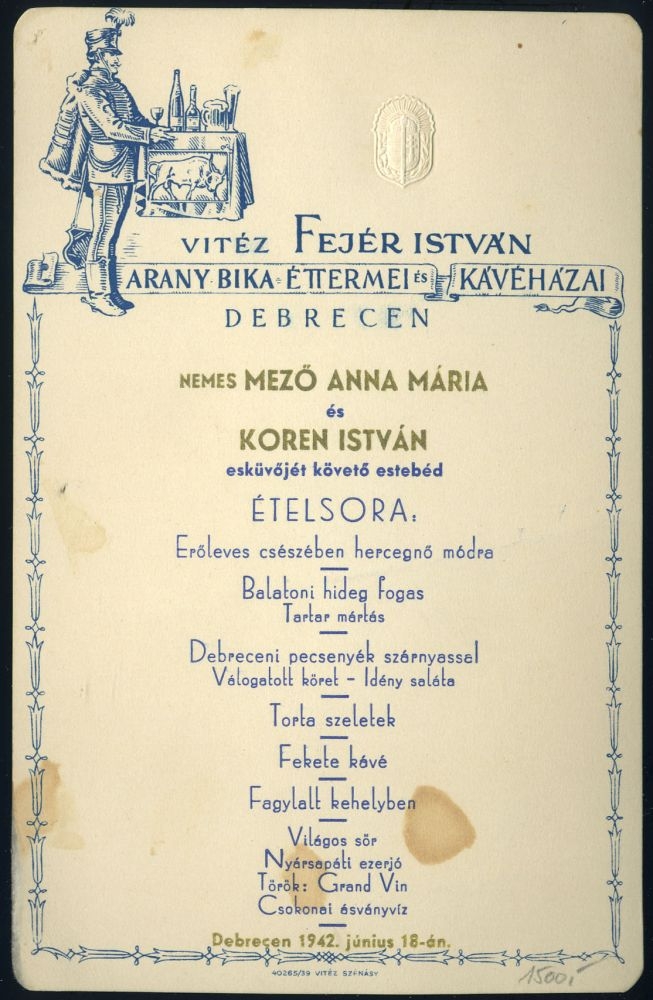 VITÉZ FEJÉR ISTVÁN
ARANY BIKA ÉTTERMEI ÉS KÁVÉHÁZAI
DEBRECEN
NEMES MEZŐ ANNA MÁRIA
és
KOREN ISTVÁN
esküvőjét követő estebéd
ÉTELSORA:
Erőleves csészében hercegnő módra
Balatoni hideg fogas
Tartar mártás
Debreceni pecsenyék szárnyassal
Válogatott köret - Idény saláta
Torta szeletek
Fekete kávé
Fagylalt kehelyben
Világos sör
Nyársapáti ezerjó
Török: Grand Vin
Csokonai ásványvíz
Debrecen 1942. június 18-án.
40265/39 VITÉZ SZÉNÁSY
1500,-